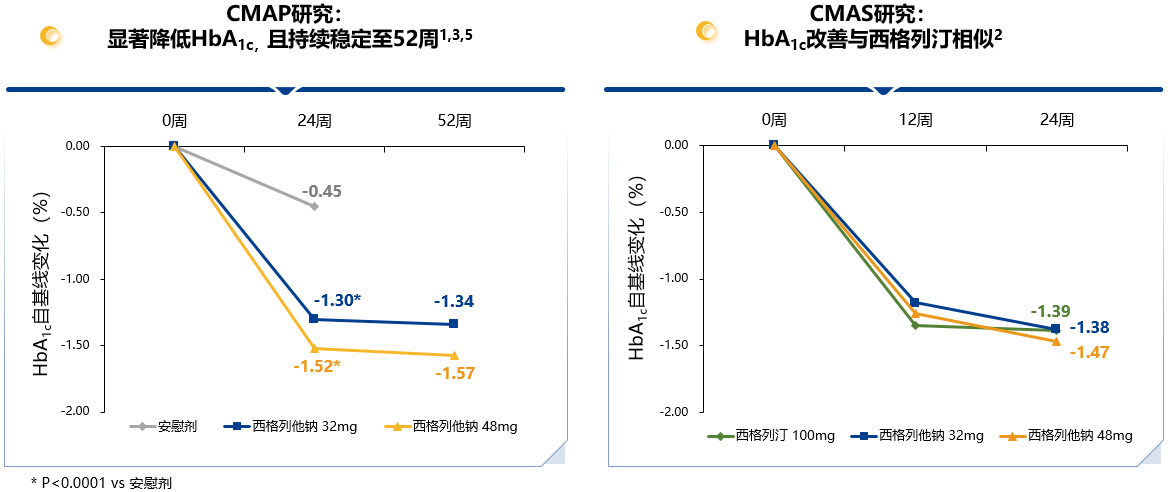 CMAP研究：
显著降低HbA1c, 且持续稳定至52周1,3,5
0周 24周 52周
0.00
-0.50
-1.00
-1.50
-2.00
HbA1c自基线变化（%）
-0.45
-1.30*
-1.34
-1.52*
-1.57
安慰剂 西格列他钠 32mg 西格列他钠 48mg
* P<0.0001 vs 安慰剂
CMAS研究：
HbA1c改善与西格列汀相似2
0周 12周 24周
0.00
-0.50
-1.00
-1.50
-2.00
HbA1c自基线变化（%）
-1.39
-1.38
-1.47
西格列汀 100mg 西格列他钠 32mg 西格列他钠 48mg